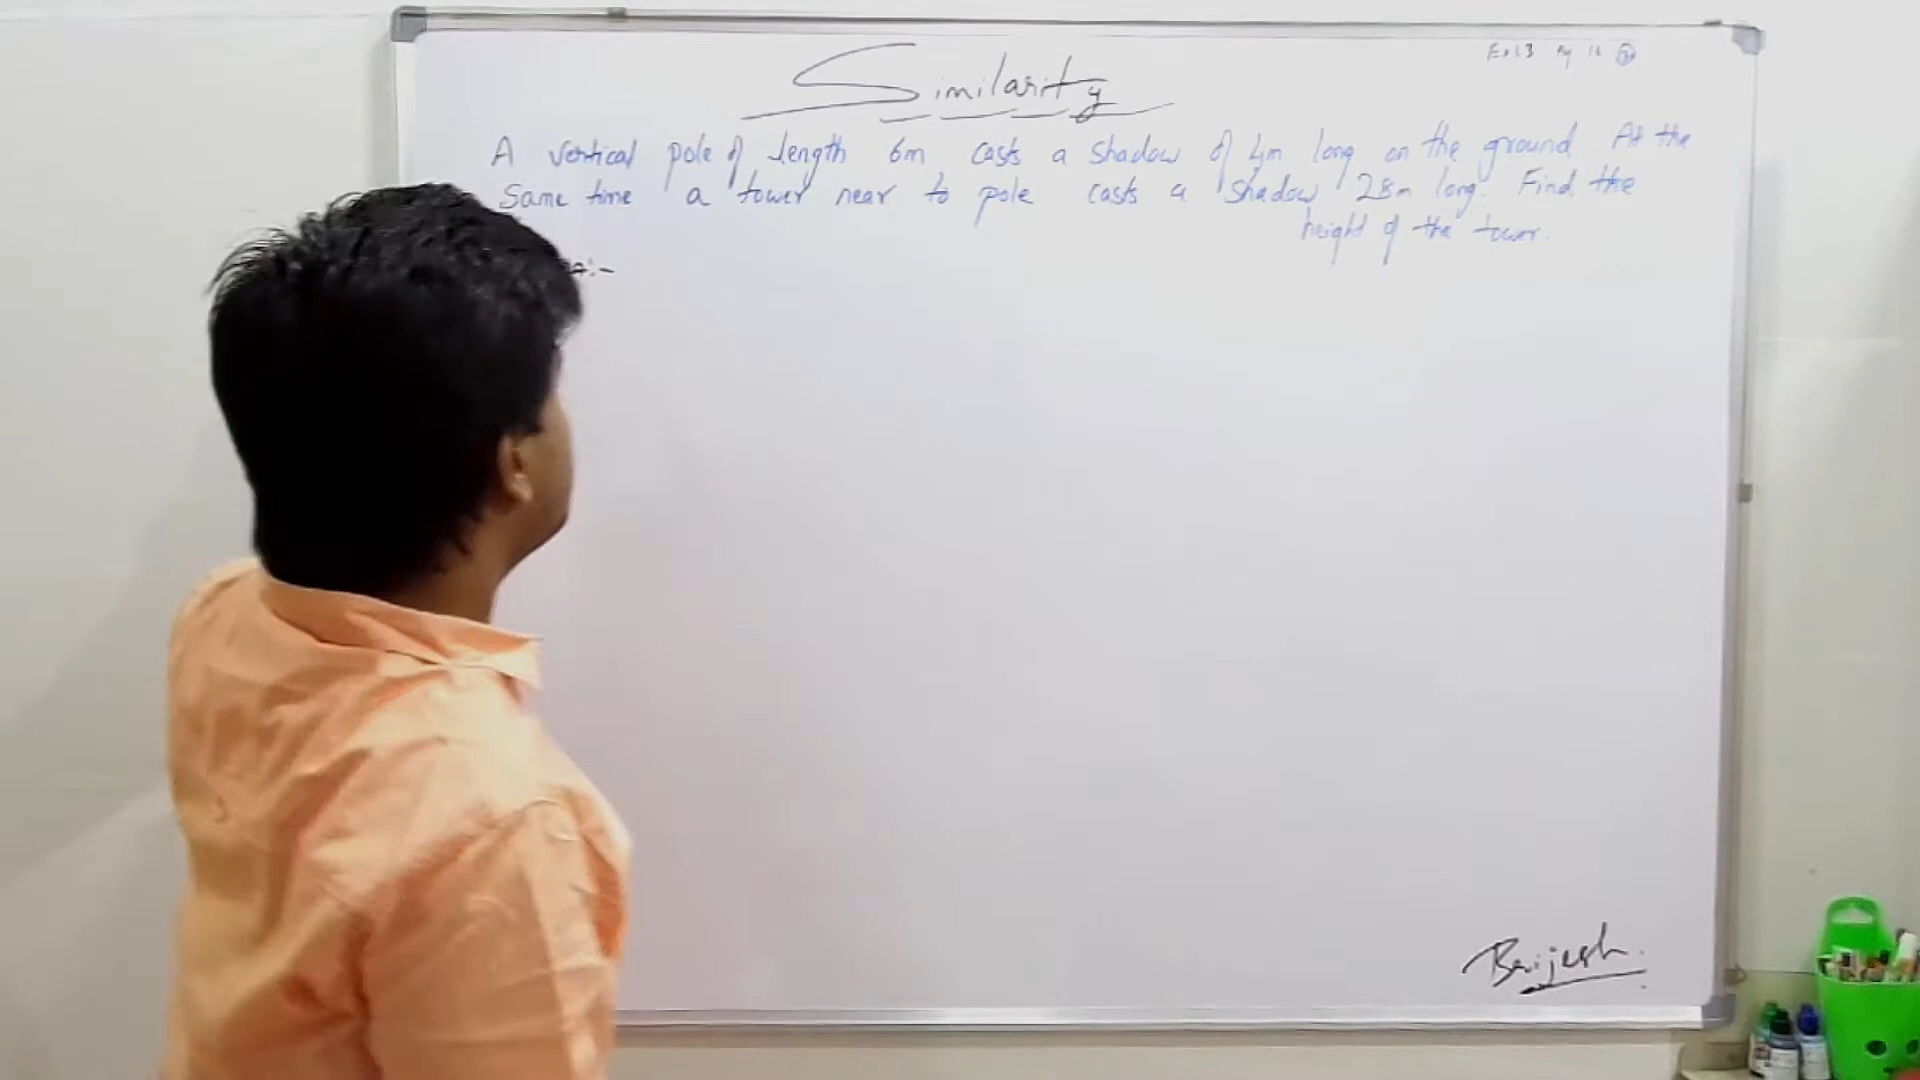 Similarity
A vertical pole of length 6m casts a shadow of 4m long on the ground At the
same time a tower near to pole casts a shadow 28m long. Find the
height of the tower.
Brijesh.